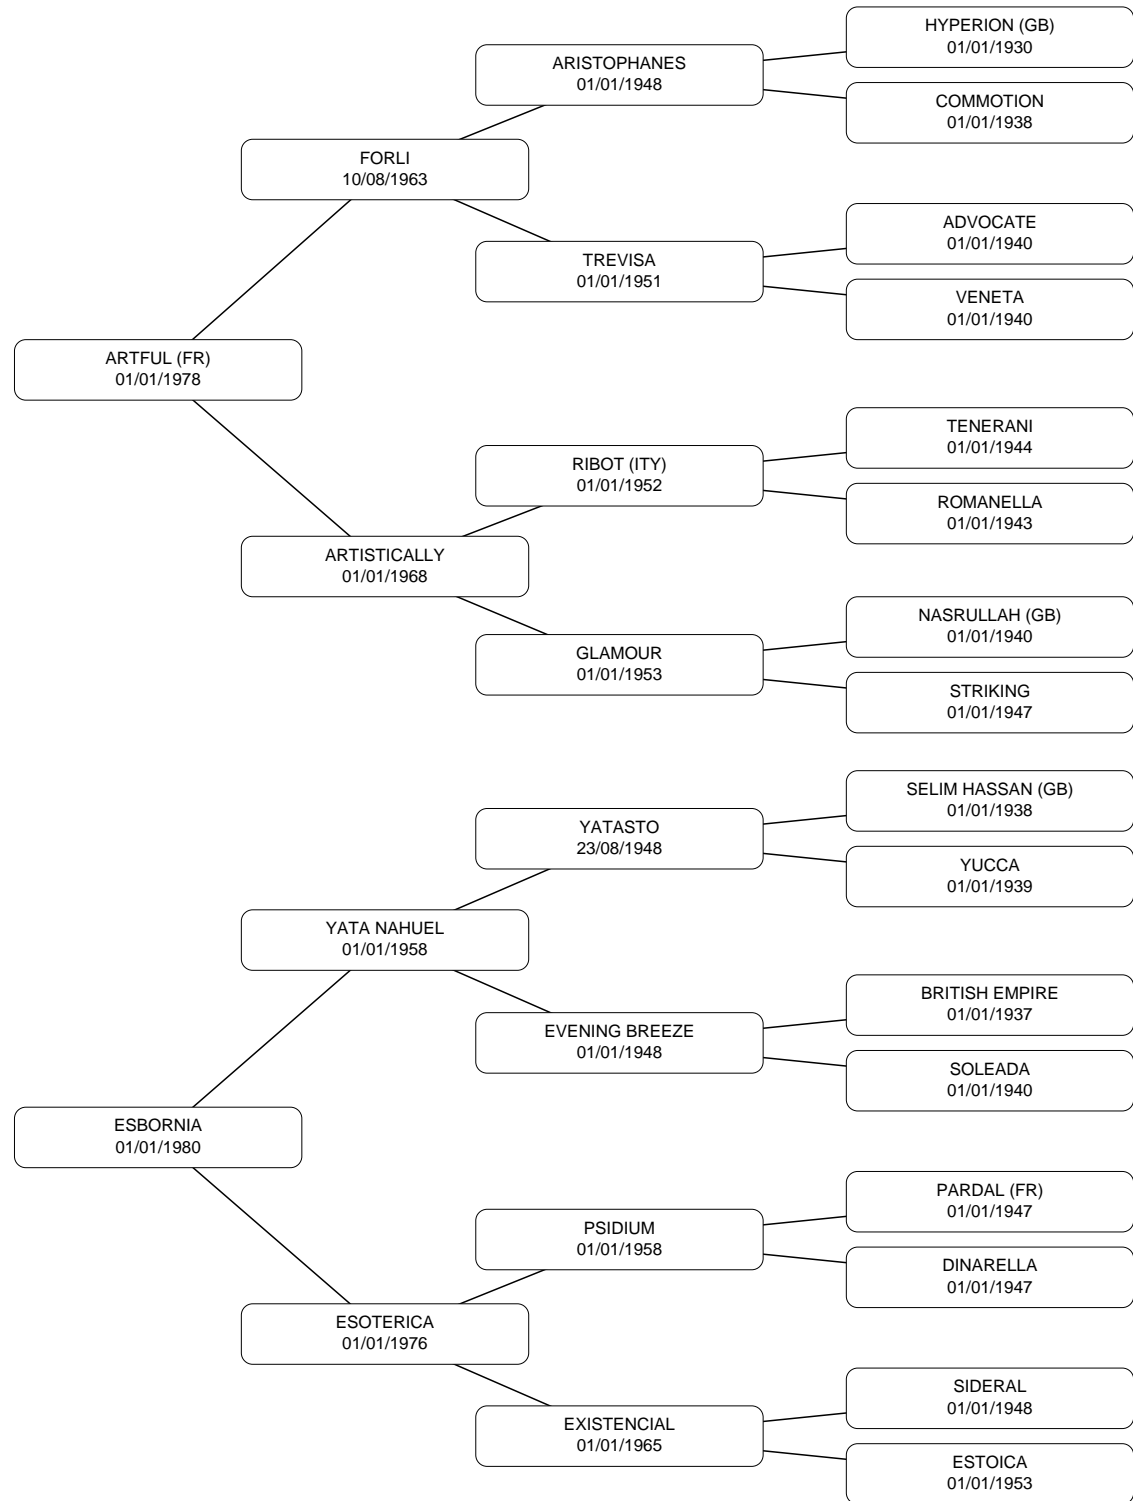 HYPERION (GB)
01/01/1930
ARISTOPHANES
01/01/1948
COMMOTION
01/01/1938
FORLI
10/08/1963
ADVOCATE
01/01/1940
TREVISA
01/01/1951
VENETA
01/01/1940
ARTFUL (FR)
01/01/1978
TENERANI
01/01/1944
RIBOT (ITY)
01/01/1952
ROMANELLA
01/01/1943
ARTISTICALLY
01/01/1968
NASRULLAH (GB)
01/01/1940
GLAMOUR
01/01/1953
STRIKING
01/01/1947
SELIM HASSAN (GB)
01/01/1938
YATASTO
23/08/1948
YUCCA
01/01/1939
YATA NAHUEL
01/01/1958
BRITISH EMPIRE
01/01/1937
EVENING BREEZE
01/01/1948
SOLEADA
01/01/1940
ESBORNIA
01/01/1980
PARDAL (FR)
01/01/1947
PSIDIUM
01/01/1958
DINARELLA
01/01/1947
ESOTERICA
01/01/1976
SIDERAL
01/01/1948
EXISTENCIAL
01/01/1965
ESTOICA
01/01/1953